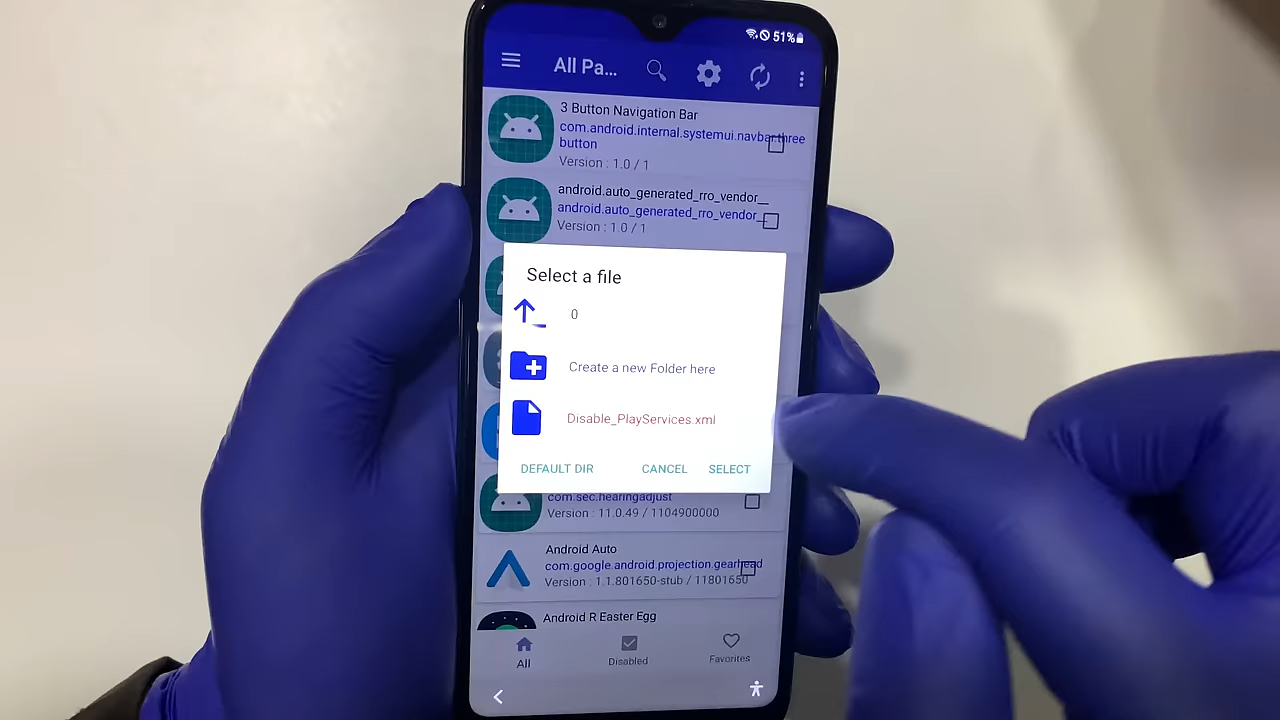 51%
All Pa...
3 Button Navigation Bar
com.android.internal.systemui.navbar.three
button
Version : 1.0 / 1
android.auto_generated_rro_vendor__
android.auto_generated_rro_vendor__
Version : 1.0 / 1
Select a file
0
Create a new Folder here
Disable_PlayServices.xml
DEFAULT DIR
CANCEL
SELECT
com.sec.hearingadjust
Version : 11.0.49 / 1104900000
Android Auto
com.google.android.projection.gearhead
Version : 1.1.801650-stub / 11801650
Android R Easter Egg
All
Disabled
Favorites